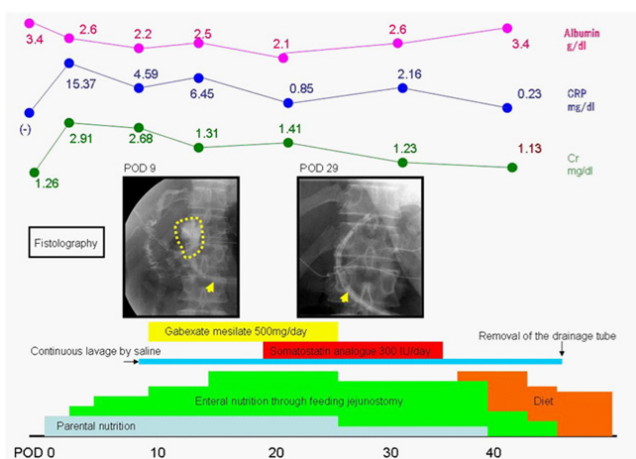 3.4 2.6 2.2 2.5 2.1 2.6 3.4 Albumin
g/dl
(-) 15.37 4.59 6.45 0.85 2.16 0.23 CRP
mg/dl
1.26 2.91 2.68 1.31 1.41 1.23 1.13 Cr
mg/dl
POD 9 POD 29
Fistolography
Gabexate mesilate 500mg/day
Somatostatin analogue 300 IU/day
Continuous lavage by saline Removal of the drainage tube
Enteral nutrition through feeding jejunostomy Diet
Parental nutrition
POD 0 10 20 30 40